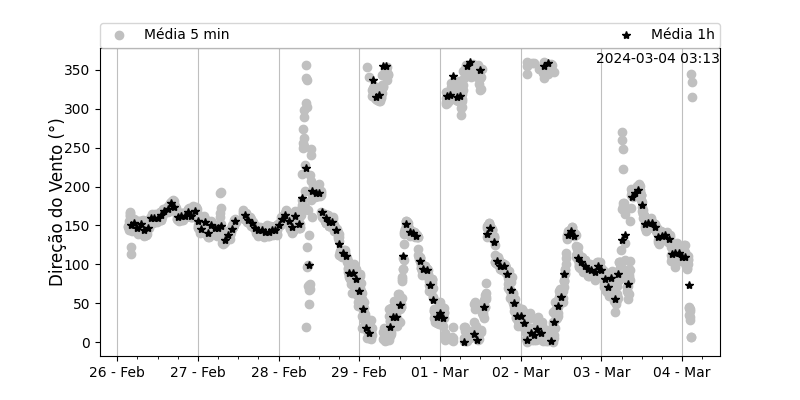 Média 5 min
Média 1h
2024-03-04 03:13
Direção do Vento (°)
350
300
250
200
150
100
50
0
26 - Feb
27 - Feb
28 - Feb
29 - Feb
01 - Mar
02 - Mar
03 - Mar
04 - Mar